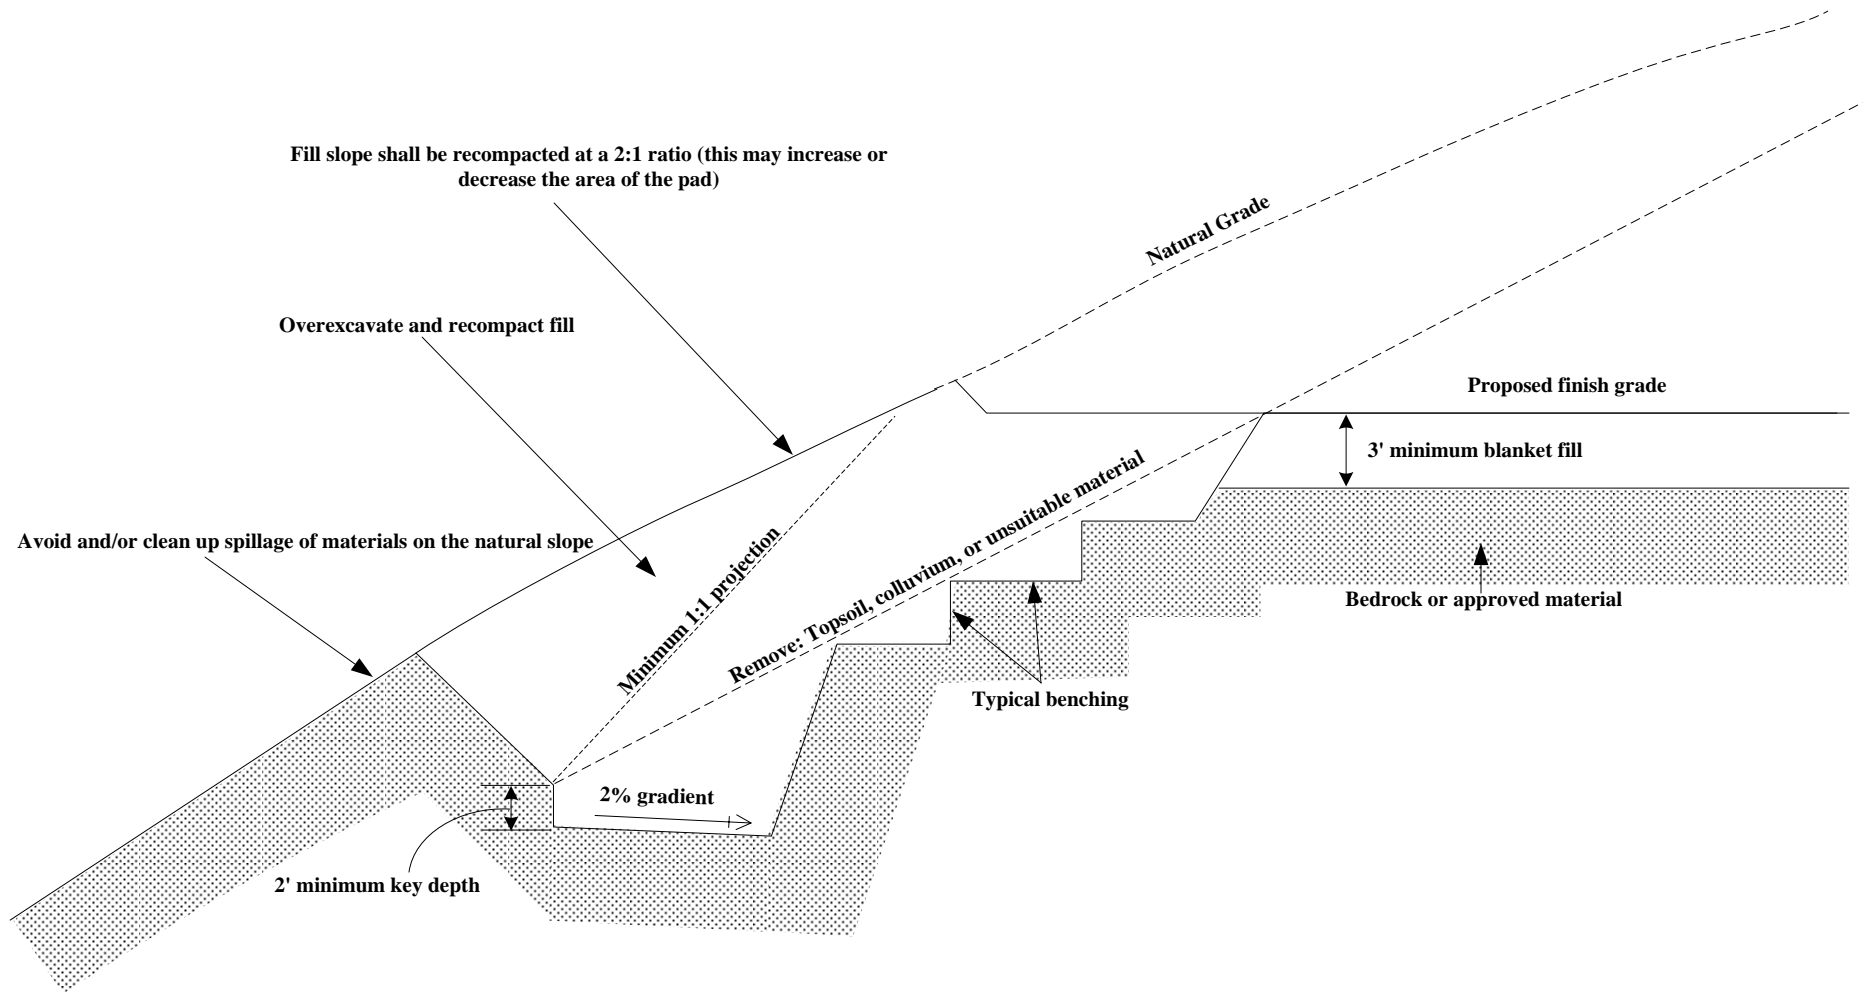 Fill slope shall be recompacted at a 2:1 ratio (this may increase or
decrease the area of the pad)
Natural Grade
Overexcavate and recompact fill
Proposed finish grade
3' minimum blanket fill
Avoid and/or clean up spillage of materials on the natural slope
Minimum 1:1 projection
Remove: Topsoil, colluvium, or unsuitable material
Bedrock or approved material
Typical benching
2% gradient
2' minimum key depth